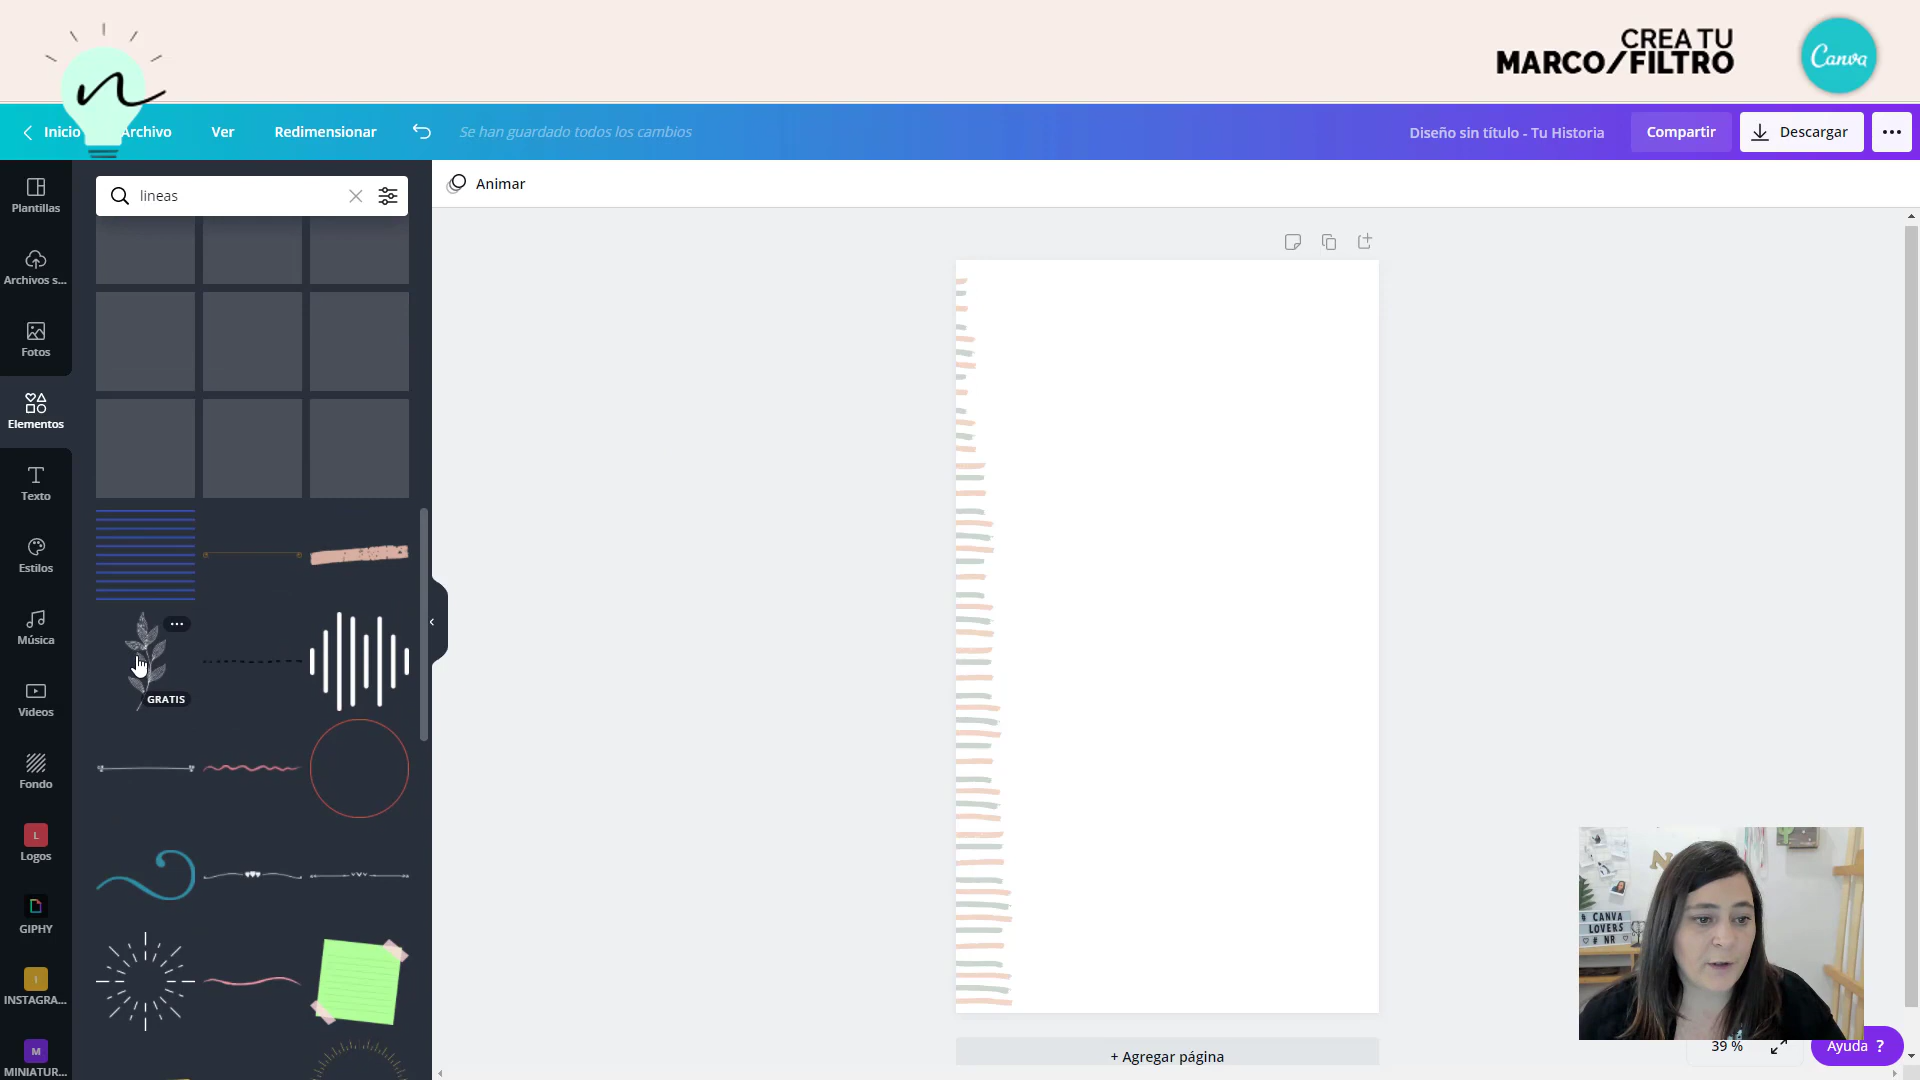 CREA TU
MARCO/FILTRO
Canva
n
Inicio
Archivo
Ver
Redimensionar
Se han guardado todos los cambios
Diseño sin título - Tu Historia
Compartir
Descargar
Plantillas
lineas
Animar
Archivos s...
Fotos
Elementos
Texto
Estilos
Música
GRATIS
Videos
Fondo
L
Logos
GIPHY
I
INSTAGRA...
M
MINIATUR...
# CANVA
LOVERS
# NR
+ Agregar página
39 %
Ayuda ?